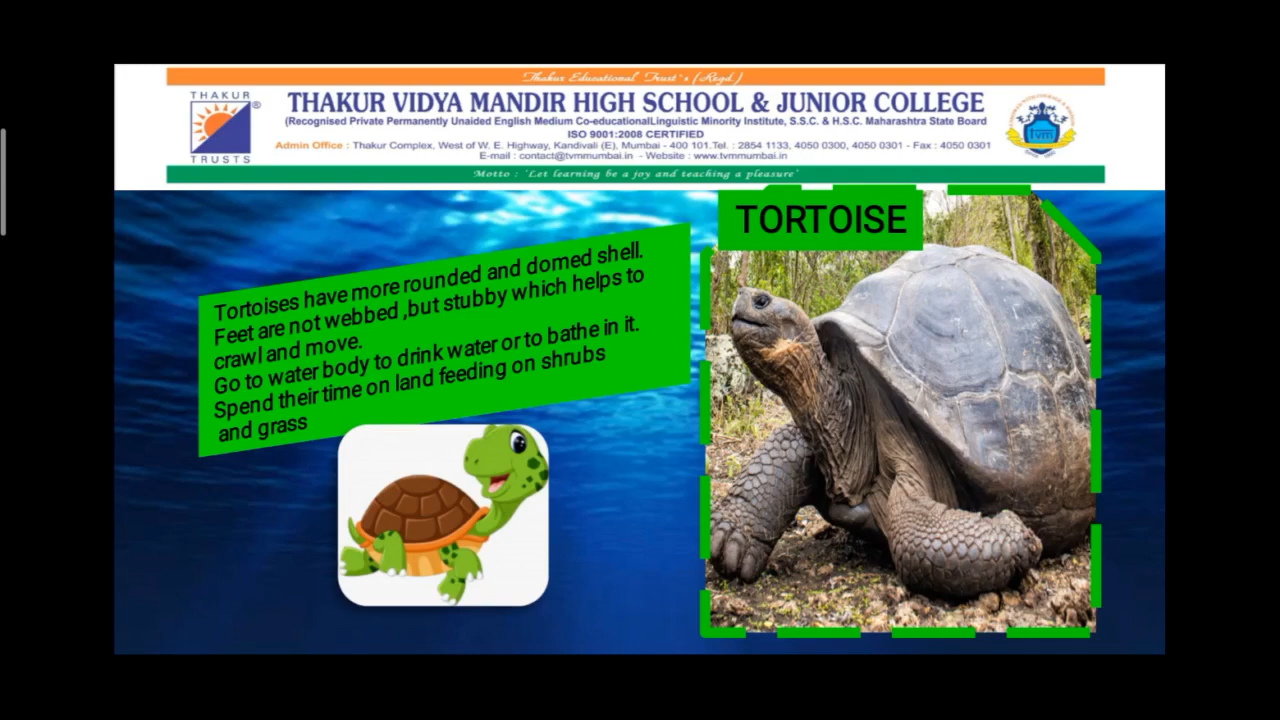 Thakur Educational Trust's (Regd.)
THAKUR
TRUSTS
®
THAKUR VIDYA MANDIR HIGH SCHOOL & JUNIOR COLLEGE
(Recognised Private Permanently Unaided English Medium Co-educationalLinguistic Minority Institute, S.S.C. & H.S.C. Maharashtra State Board
ISO 9001:2008 CERTIFIED
Admin Office : Thakur Complex, West of W. E. Highway, Kandivali (E), Mumbai - 400 101.Tel. : 2854 1133, 4050 0300, 4050 0301 - Fax : 4050 0301
E-mail : contact@tvmmumbai.in - Website : www.tvmmumbai.in
tvm
Motto : 'Let learning be a joy and teaching a pleasure'
TORTOISE
Tortoises have more rounded and domed shell.
Feet are not webbed ,but stubby which helps to
crawl and move.
Go to water body to drink water or to bathe in it.
Spend their time on land feeding on shrubs
and grass